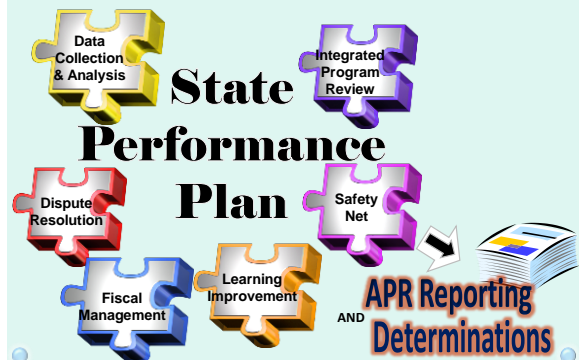 Data
Collection
& Analysis
Integrated
Program
Review
State
Performance
Plan
Dispute
Resolution
Safety
Net
Fiscal
Management
Learning
Improvement
AND
APR Reporting
Determinations